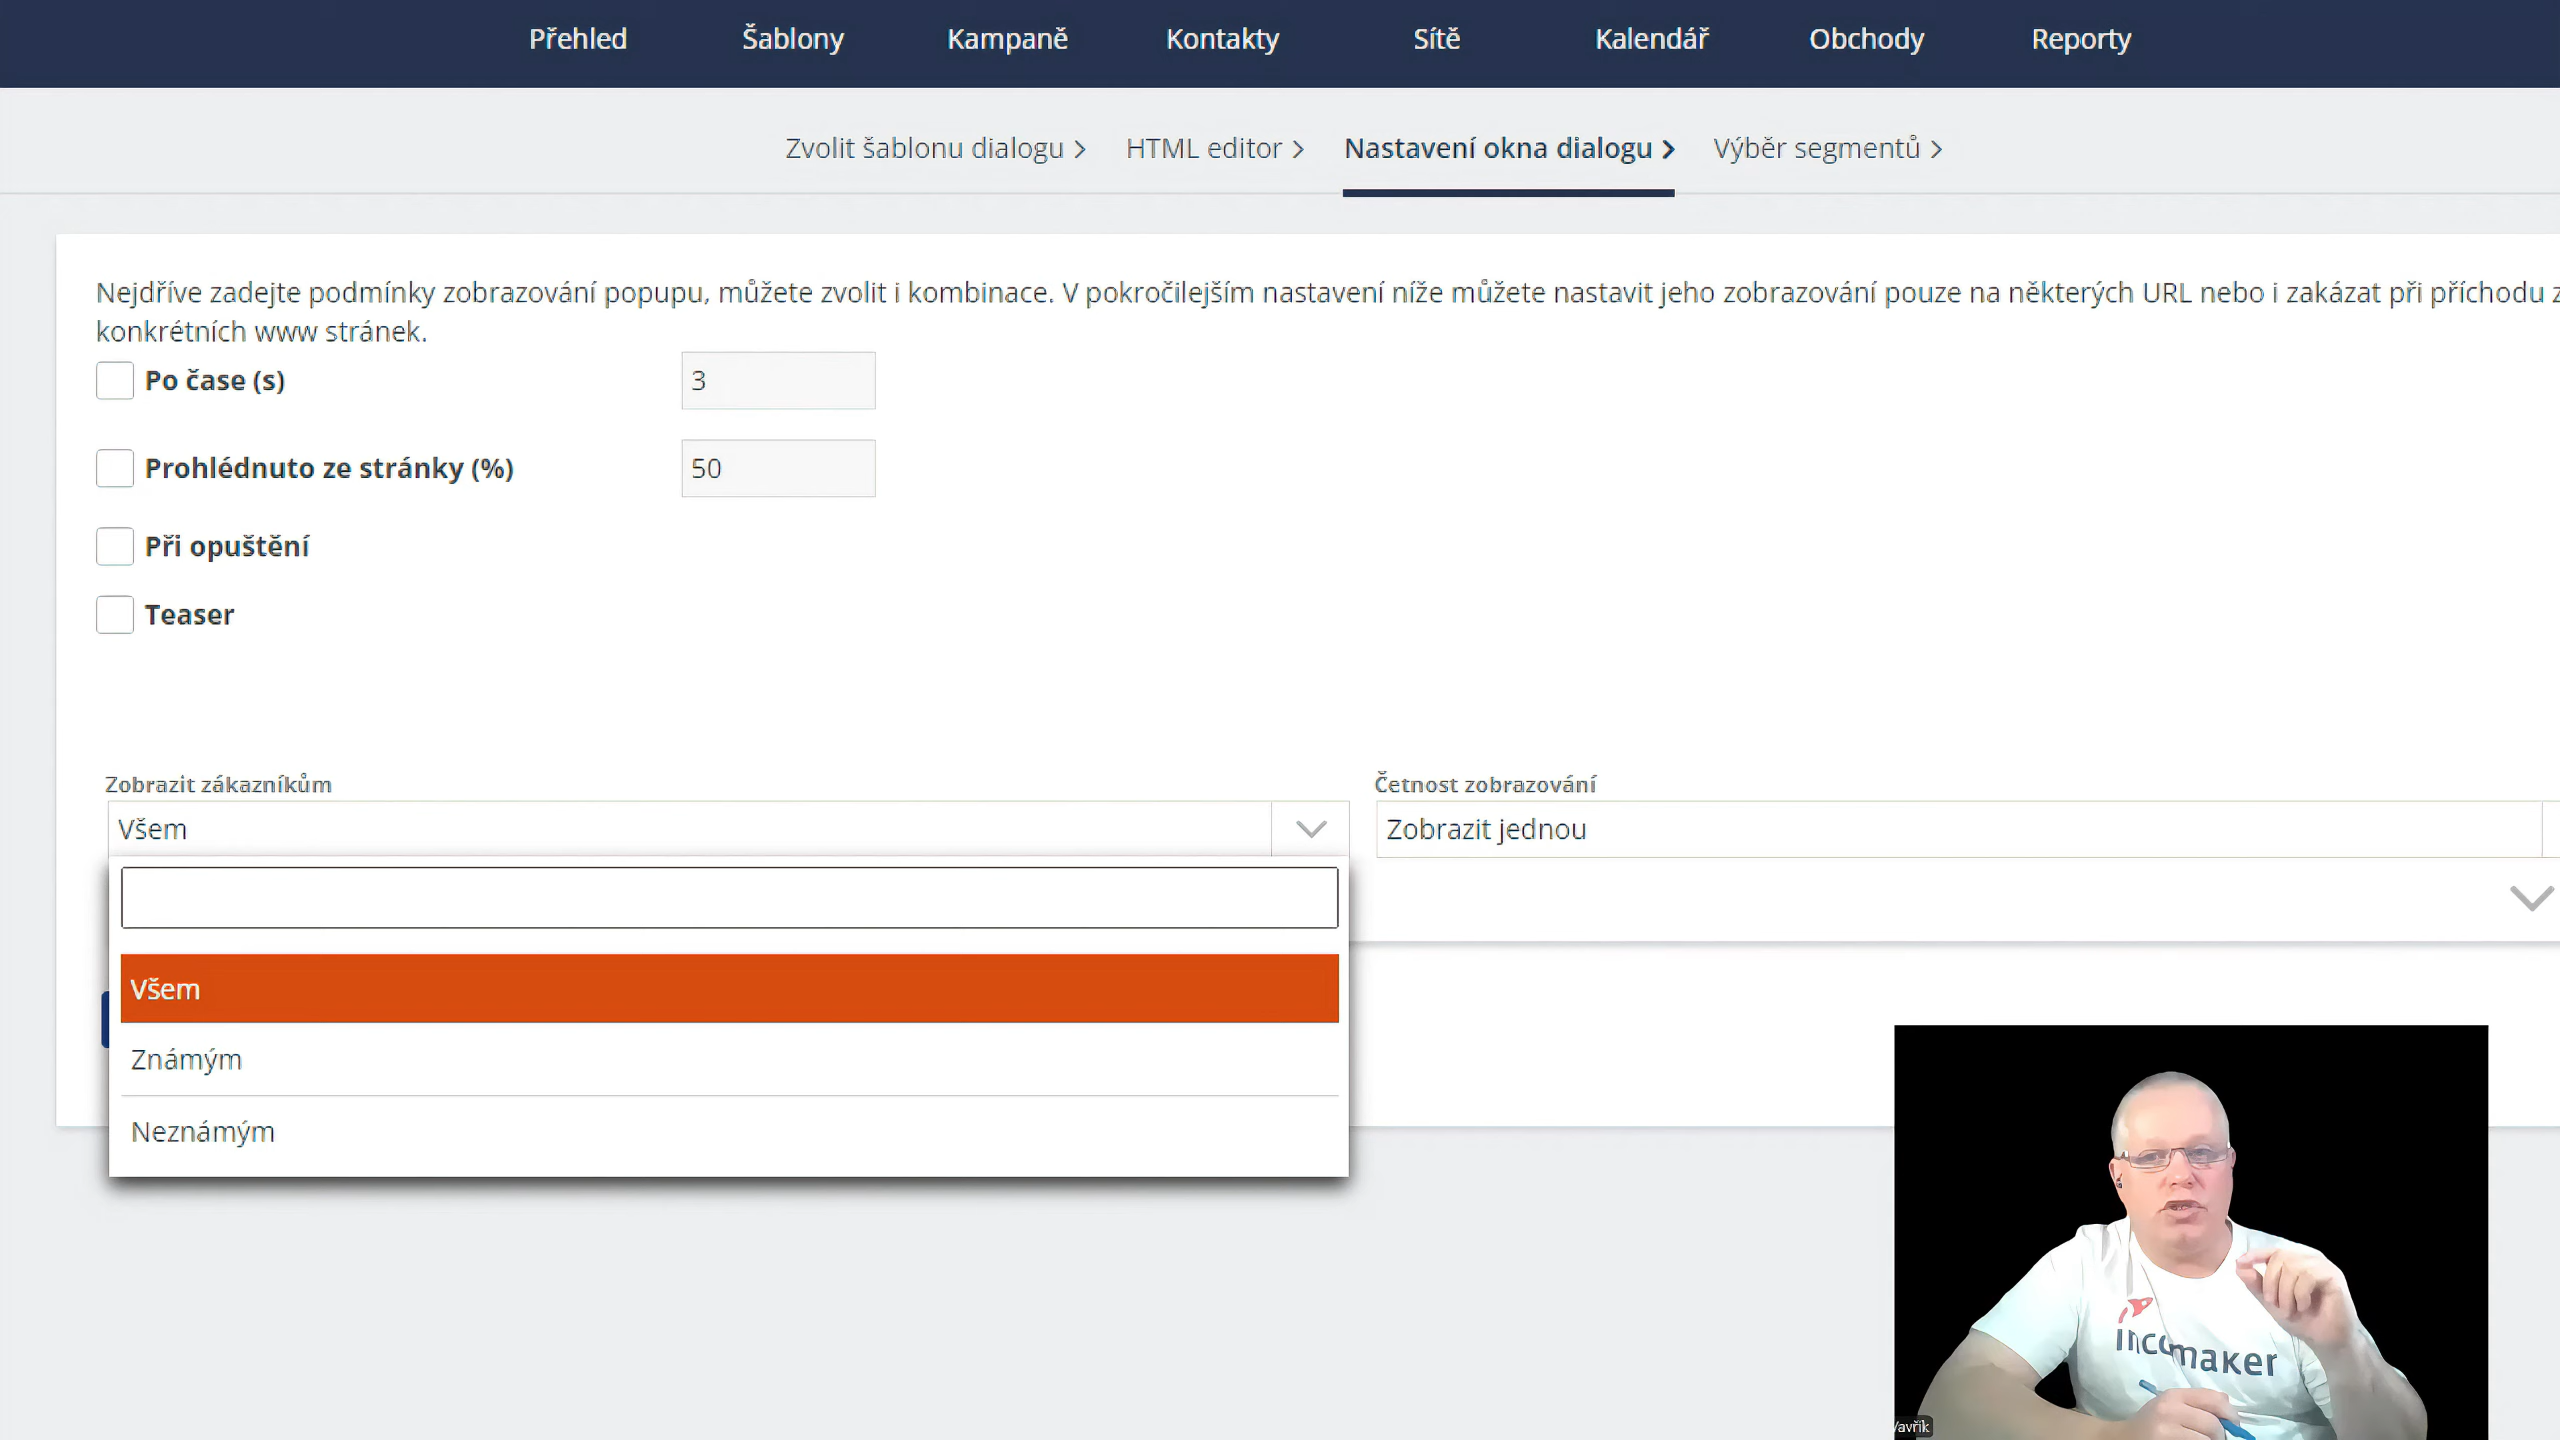 Přehled Šablony Kampaně Kontakty Sítě Kalendář Obchody Reporty
Zvolit šablonu dialogu HTML editor Nastavení okna dialogu Výběr segmentů
Nejdříve zadejte podmínky zobrazování popupu, můžete zvolit i kombinace. V pokročilejším nastavení níže můžete nastavit jeho zobrazování pouze na některých URL nebo i zakázat při příchodu z
konkrétních www stránek.
Po čase (s) 3
Prohlédnuto ze stránky (%) 50
Při opuštění
Teaser
Zobrazit zákazníkům Četnost zobrazování
Všem Zobrazit jednou
Všem
Známým
Neznámým
incomaker
Vavřík